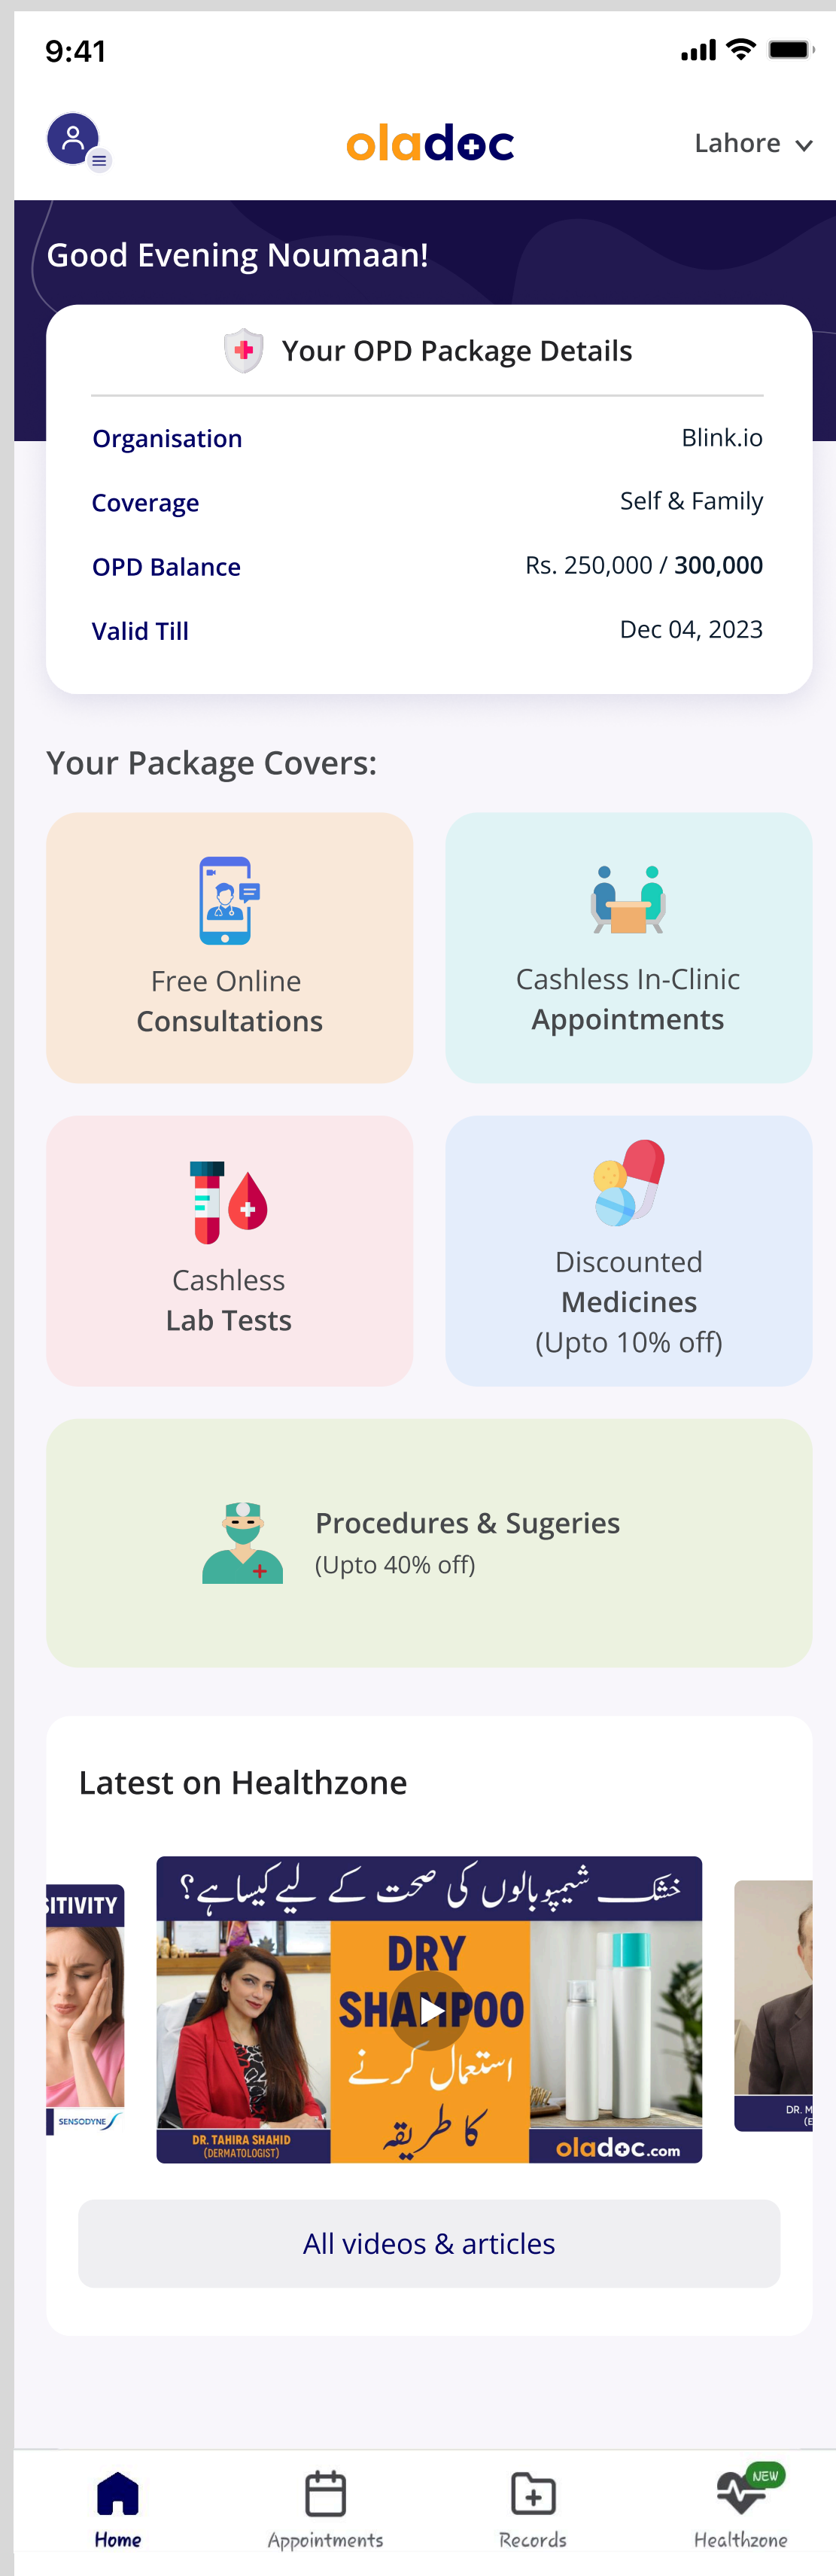 9:41
oladoc
Lahore
Good Evening Noumaan!
Your OPD Package Details
Organisation Blink.io
Coverage Self & Family
OPD Balance Rs. 250,000 / 300,000
Valid Till Dec 04, 2023
Your Package Covers:
Free Online
Consultations
Cashless In-Clinic
Appointments
Cashless
Lab Tests
Discounted
Medicines
(Upto 10% off)
Procedures & Sugeries
(Upto 40% off)
Latest on Healthzone
SITIVITY
SENSODYNE
خشک شیمپو بالوں کی صحت کے لیے کیسا ہے؟
DRY
SHAMPOO
استعمال کرنے
کا طریقہ
DR. TAHIRA SHAHID
(DERMATOLOGIST)
oladoc.com
DR. M
(E
All videos & articles
Home
Appointments
Records
NEW
Healthzone